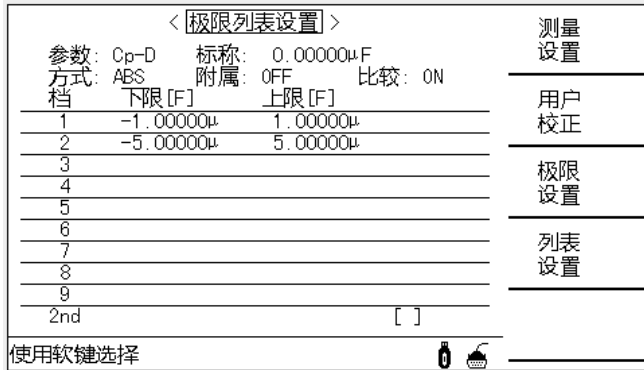 < 极限列表设置 >
参数: Cp-D 标称: 0.00000μF
方式: ABS 附属: OFF 比较: ON
档 下限[F] 上限[F]
1 -1.00000μ 1.00000μ
2 -5.00000μ 5.00000μ
3
4
5
6
7
8
9
2nd [ ]
使用软键选择
测量
设置
用户
校正
极限
设置
列表
设置